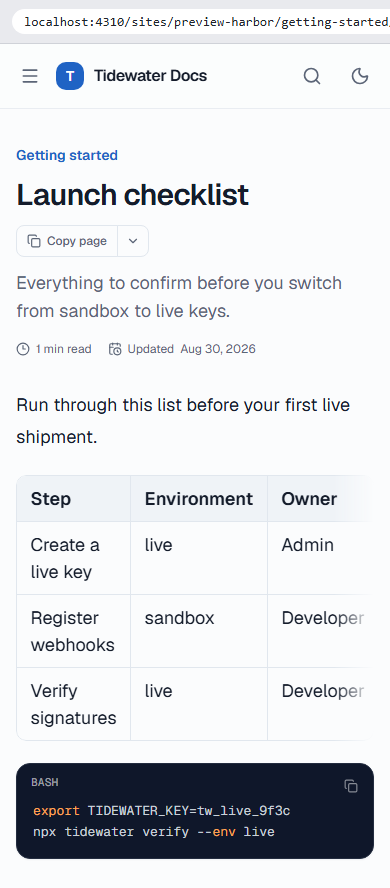 localhost:4310/sites/preview-harbor/getting-started
T Tidewater Docs
Getting started
Launch checklist
Copy page
Everything to confirm before you switch
from sandbox to live keys.
1 min read Updated Aug 30, 2026
Run through this list before your first live
shipment.
Step Environment Owner
Create a live Admin
live key
Register sandbox Developer
webhooks
Verify live Developer
signatures
BASH
export TIDEWATER_KEY=tw_live_9f3c
npx tidewater verify --env live